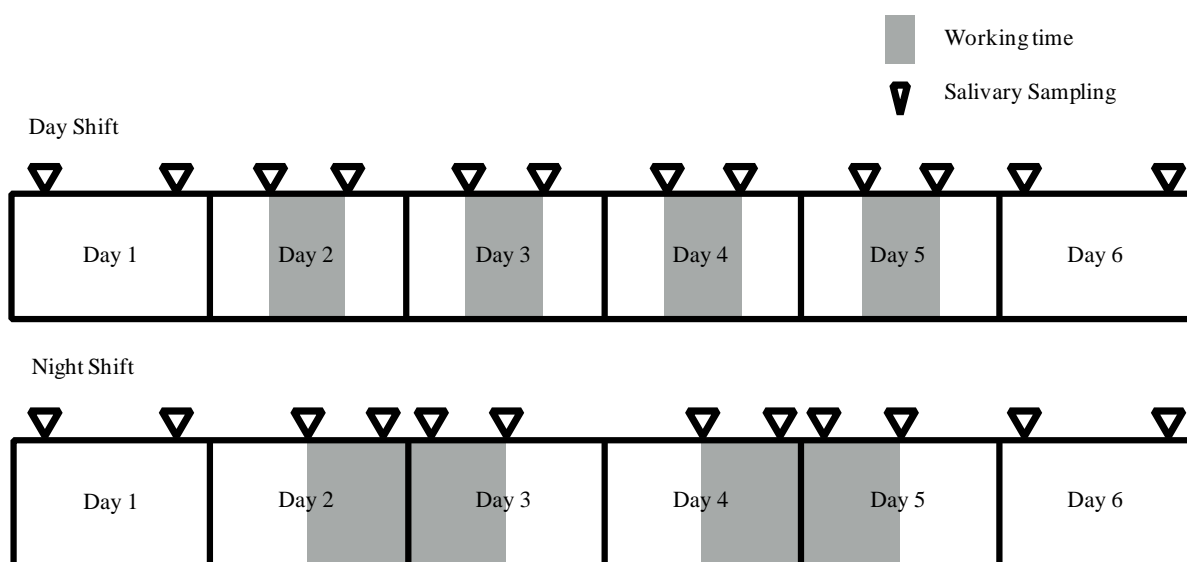 Working time
Salivary Sampling
Day Shift
Day 1 Day 2 Day 3 Day 4 Day 5 Day 6
Night Shift
Day 1 Day 2 Day 3 Day 4 Day 5 Day 6